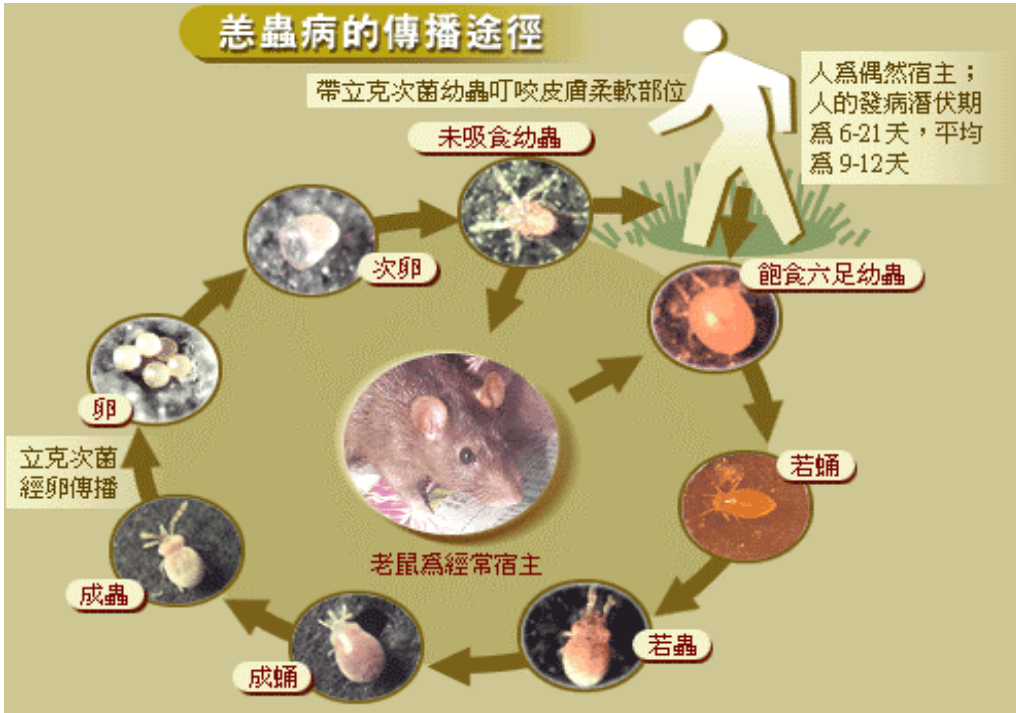 恙蟲病的傳播途徑
帶立克次菌幼蟲叮咬皮膚柔軟部位
人爲偶然宿主；
人的發病潛伏期
爲 6-21 天，平均
爲 9-12 天
未吸食幼蟲
次卵
飽食六足幼蟲
卵
立克次菌
經卵傳播
若蛹
老鼠爲經常宿主
成蟲
若蟲
成蛹